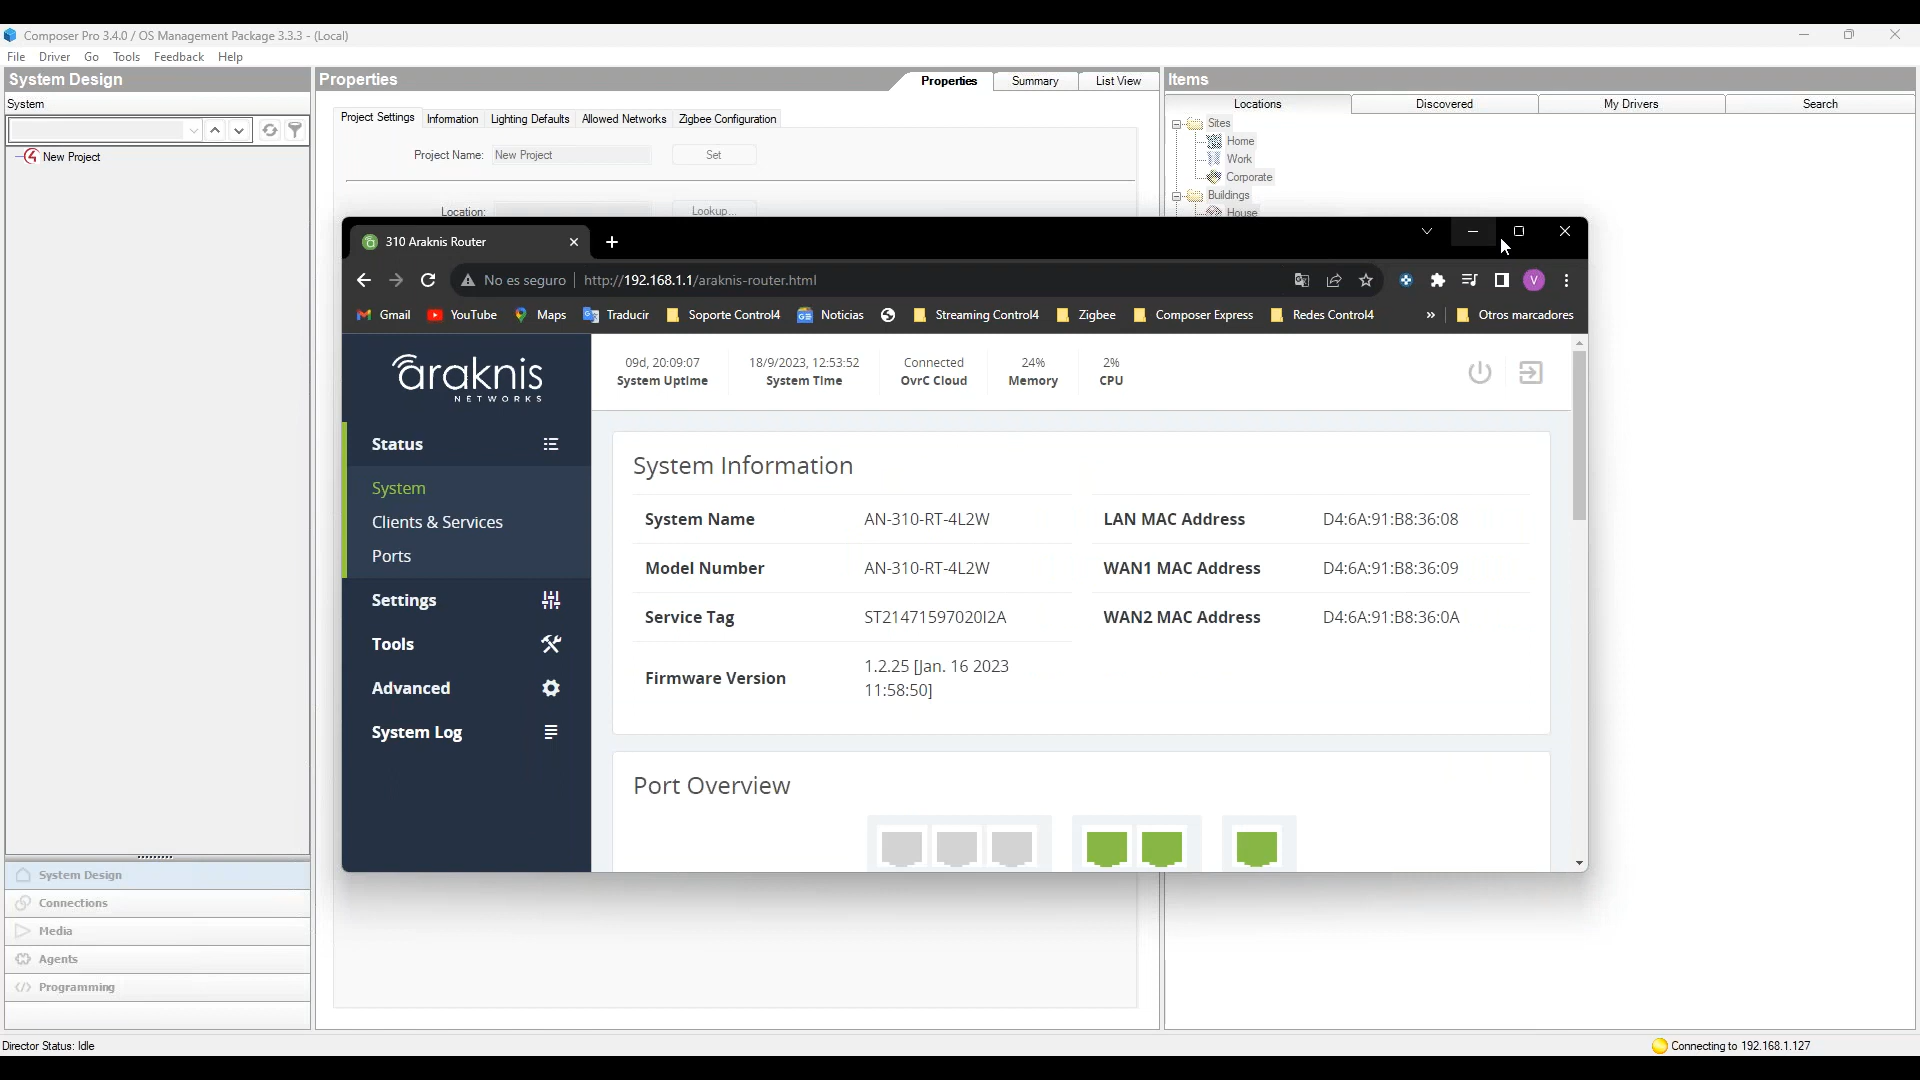 Composer Pro 3.4.0 / OS Management Package 3.3.3 - (Local)
File Driver Go Tools Feedback Help
System Design
System
New Project
System Design
Connections
Media
Agents
Programming
Director Status: Idle
Properties
Properties Summary List View
Project Settings Information Lighting Defaults Allowed Networks Zigbee Configuration
Project Name: New Project Set
Location: Lookup...
Items
Locations Discovered My Drivers Search
Sites
Home
Work
Corporate
Buildings
House
310 Araknis Router
No es seguro http://192.168.1.1/araknis-router.html
V
Gmail YouTube Maps Traducir Soporte Control4 Noticias Streaming Control4 Zigbee Composer Express Redes Control4 » Otros marcadores
araknis
NETWORKS
09d, 20:09:07 18/9/2023, 12:53:52 Connected 24% 2%
System Uptime System Time OvrC Cloud Memory CPU
Status
System
Clients & Services
Ports
Settings
Tools
Advanced
System Log
System Information
System Name AN-310-RT-4L2W LAN MAC Address D4:6A:91:B8:36:08
Model Number AN-310-RT-4L2W WAN1 MAC Address D4:6A:91:B8:36:09
Service Tag ST21471597020I2A WAN2 MAC Address D4:6A:91:B8:36:0A
Firmware Version 1.2.25 [Jan. 16 2023
11:58:50]
Port Overview
Connecting to 192.168.1.127